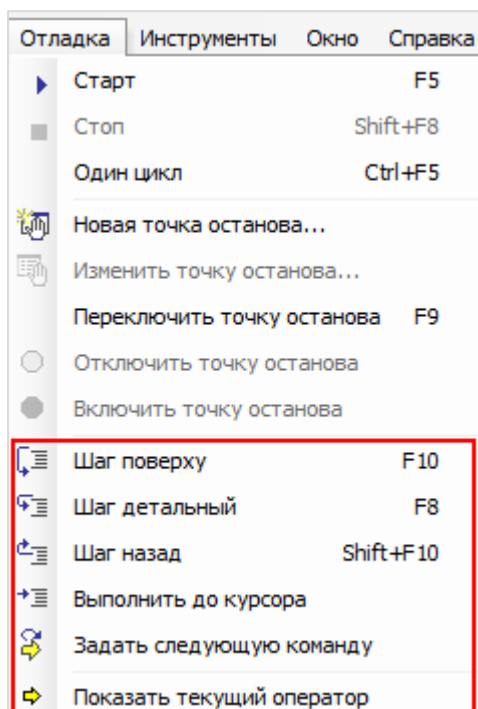 Отладка Инструменты Окно Справка
Старт F5
Стоп Shift+F8
Один цикл Ctrl+F5
Новая точка останова...
Изменить точку останова...
Переключить точку останова F9
Отключить точку останова
Включить точку останова
Шаг поверху F10
Шаг детальный F8
Шаг назад Shift+F10
Выполнить до курсора
Задать следующую команду
Показать текущий оператор